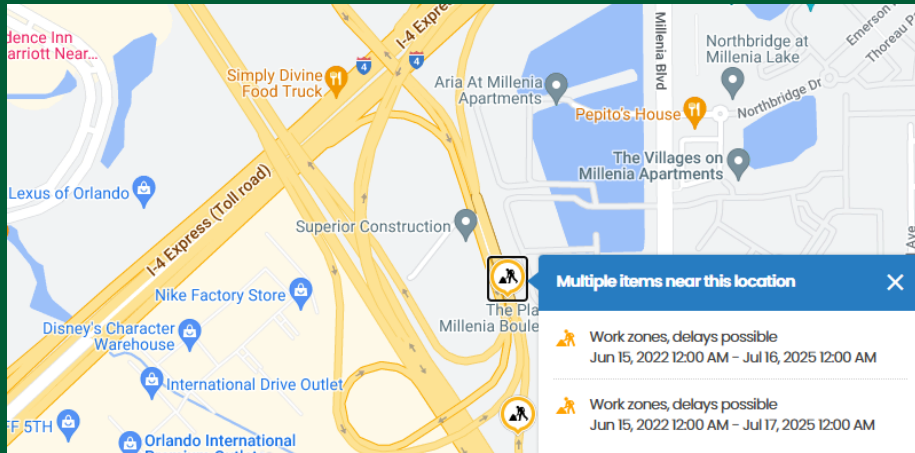 dence Inn
arriott Near...
I-4 Express
4
4
Simply Divine
Food Truck
Aria At Millenia
Apartments
Millenia Blvd
Northbridge at
Millenia Lake
Emerson
Thoreau P
Northbridge Dr
Pepito's House
The Villages on
Millenia Apartments
Lexus of Orlando
I-4 Express (Toll road)
Superior Construction
Ave
Nike Factory Store
The Pla
Millenia Boule
Disney's Character
Warehouse
International Drive Outlet
FF 5TH
Orlando International
Multiple items near this location
Work zones, delays possible
Jun 15, 2022 12:00 AM - Jul 16, 2025 12:00 AM
Work zones, delays possible
Jun 15, 2022 12:00 AM - Jul 17, 2025 12:00 AM